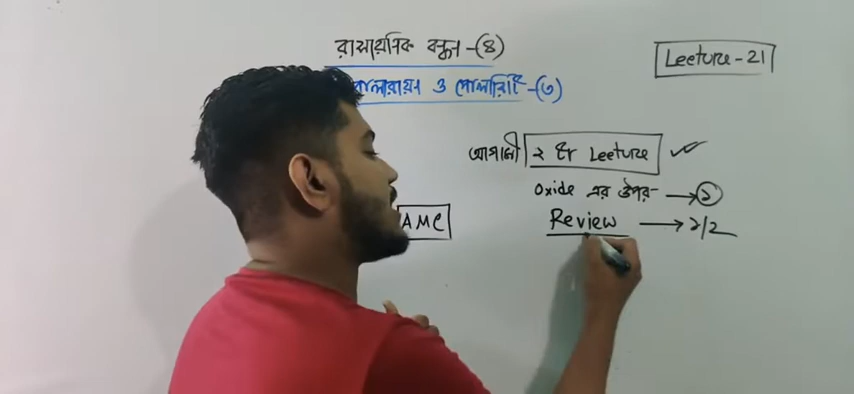 রাসায়নিক বন্ধন-(৪)
Lecture-21
পোলারায়ন ও পোলারিটি-(৩)
আগামী ২ টা Lecture
Oxide এর উপর → ১
AMC
Review → ১/২